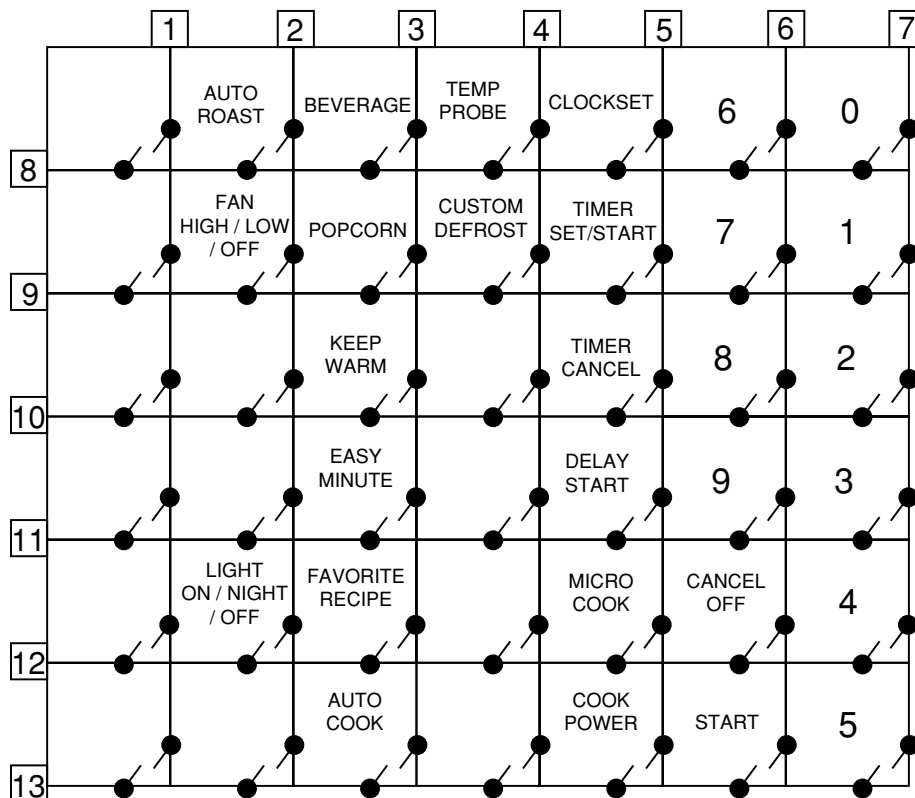 1 2 3 4 5 6 7
AUTO
ROAST
BEVERAGE
TEMP
PROBE
CLOCKSET
6
0
8
FAN
HIGH / LOW
/ OFF
POPCORN
CUSTOM
DEFROST
TIMER
SET/START
7
1
9
KEEP
WARM
TIMER
CANCEL
8
2
10
EASY
MINUTE
DELAY
START
9
3
11
LIGHT
ON / NIGHT
/ OFF
FAVORITE
RECIPE
MICRO
COOK
CANCEL
OFF
4
12
AUTO
COOK
COOK
POWER
START
5
13